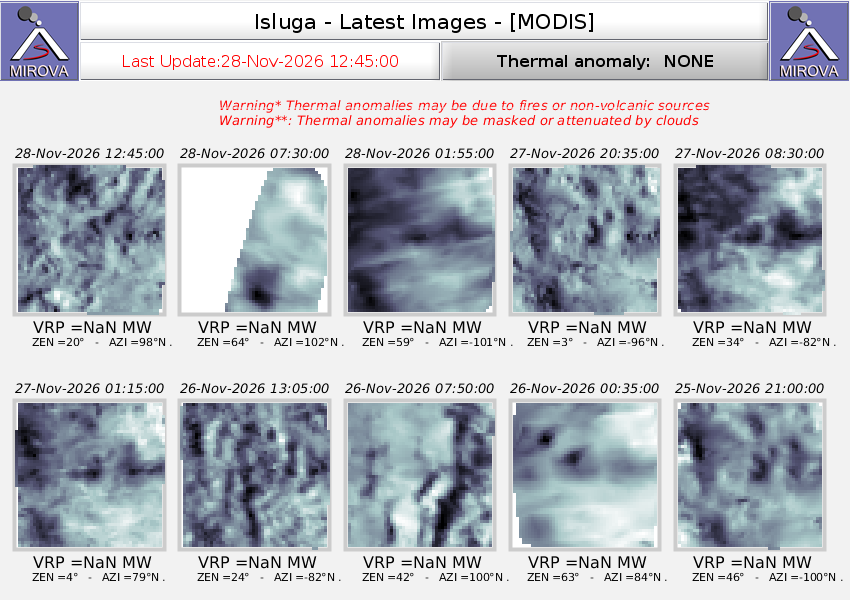 Isluga - Latest Images - [MODIS]
MIROVA
Last Update:28-Nov-2026 12:45:00
Thermal anomaly: NONE
MIROVA
Warning* Thermal anomalies may be due to fires or non-volcanic sources
Warning**: Thermal anomalies may be masked or attenuated by clouds
28-Nov-2026 12:45:00 28-Nov-2026 07:30:00 28-Nov-2026 01:55:00 27-Nov-2026 20:35:00 27-Nov-2026 08:30:00
VRP =NaN MW VRP =NaN MW VRP =NaN MW VRP =NaN MW VRP =NaN MW
ZEN =20° - AZI =98°N . ZEN =64° - AZI =102°N . ZEN =59° - AZI =-101°N . ZEN =3° - AZI =-96°N . ZEN =34° - AZI =-82°N .
27-Nov-2026 01:15:00 26-Nov-2026 13:05:00 26-Nov-2026 07:50:00 26-Nov-2026 00:35:00 25-Nov-2026 21:00:00
VRP =NaN MW VRP =NaN MW VRP =NaN MW VRP =NaN MW VRP =NaN MW
ZEN =4° - AZI =79°N . ZEN =24° - AZI =-82°N . ZEN =42° - AZI =100°N . ZEN =63° - AZI =84°N . ZEN =46° - AZI =-100°N .